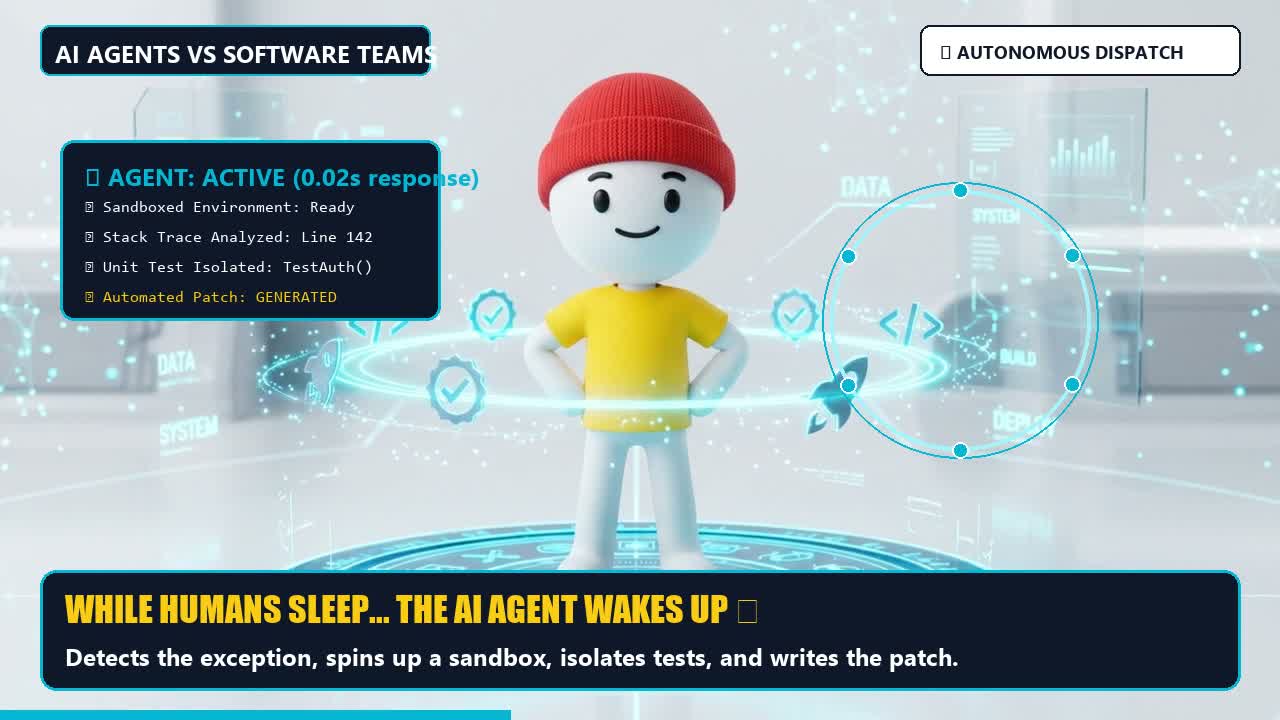 AI AGENTS VS SOFTWARE TEAMS
AUTONOMOUS DISPATCH
AGENT: ACTIVE (0.02s response)
Sandboxed Environment: Ready
Stack Trace Analyzed: Line 142
Unit Test Isolated: TestAuth()
Automated Patch: GENERATED
DATA
SYSTEM
</>
</>
BUILD
DATA
DEPLOY
SYSTEM
WHILE HUMANS SLEEP... THE AI AGENT WAKES UP
Detects the exception, spins up a sandbox, isolates tests, and writes the patch.